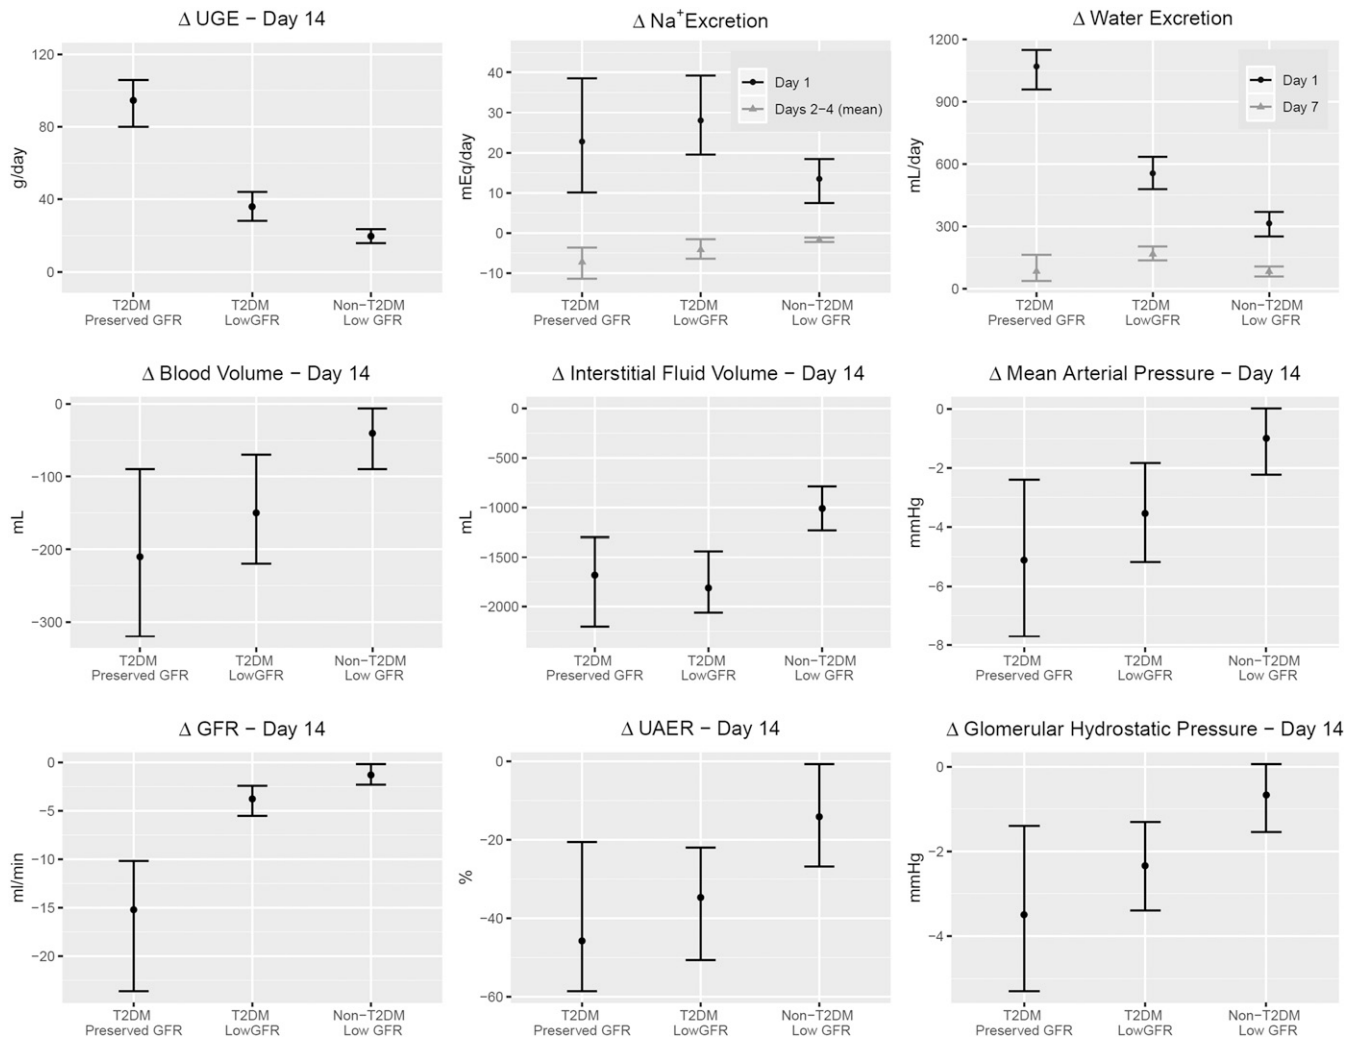 Δ UGE − Day 14
120
80
40
0
g/day
T2DM
Preserved GFR
T2DM
LowGFR
Non−T2DM
Low GFR
Δ Na⁺Excretion
40
30
20
10
0
−10
mEq/day
Day 1
Days 2−4 (mean)
T2DM
Preserved GFR
T2DM
LowGFR
Non−T2DM
Low GFR
Δ Water Excretion
1200
900
600
300
0
mL/day
Day 1
Day 7
T2DM
Preserved GFR
T2DM
LowGFR
Non−T2DM
Low GFR
Δ Blood Volume − Day 14
0
−100
−200
−300
mL
T2DM
Preserved GFR
T2DM
LowGFR
Non−T2DM
Low GFR
Δ Interstitial Fluid Volume − Day 14
0
−500
−1000
−1500
−2000
mL
T2DM
Preserved GFR
T2DM
LowGFR
Non−T2DM
Low GFR
Δ Mean Arterial Pressure − Day 14
0
−2
−4
−6
−8
mmHg
T2DM
Preserved GFR
T2DM
LowGFR
Non−T2DM
Low GFR
Δ GFR − Day 14
0
−5
−10
−15
−20
ml/min
T2DM
Preserved GFR
T2DM
LowGFR
Non−T2DM
Low GFR
Δ UAER − Day 14
0
−20
−40
−60
%
T2DM
Preserved GFR
T2DM
LowGFR
Non−T2DM
Low GFR
Δ Glomerular Hydrostatic Pressure − Day 14
0
−2
−4
mmHg
T2DM
Preserved GFR
T2DM
LowGFR
Non−T2DM
Low GFR